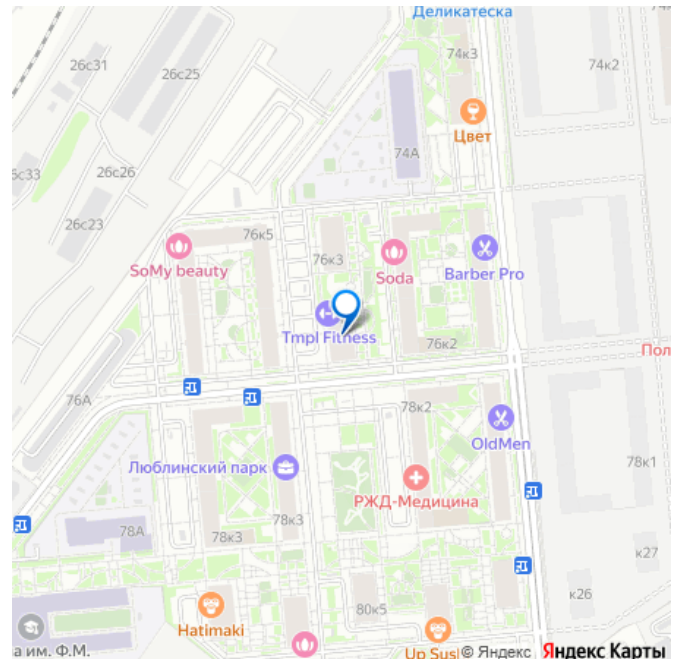 Деликатеска
74к3
74к2
26с31
26с25
Цвет
74А
26с26
26с23
76к5
SoMy beauty
76к3
Soda
Barber Pro
Tmpl Fitness
76к2
Пол
76А
78к2
OldMen
Люблинский парк
78к1
РЖД-Медицина
78А
78к3
78к3
к27
к26
80к5
Hatimaki
а им. Ф.М.
Up Susi
© Яндекс Яндекс Карты